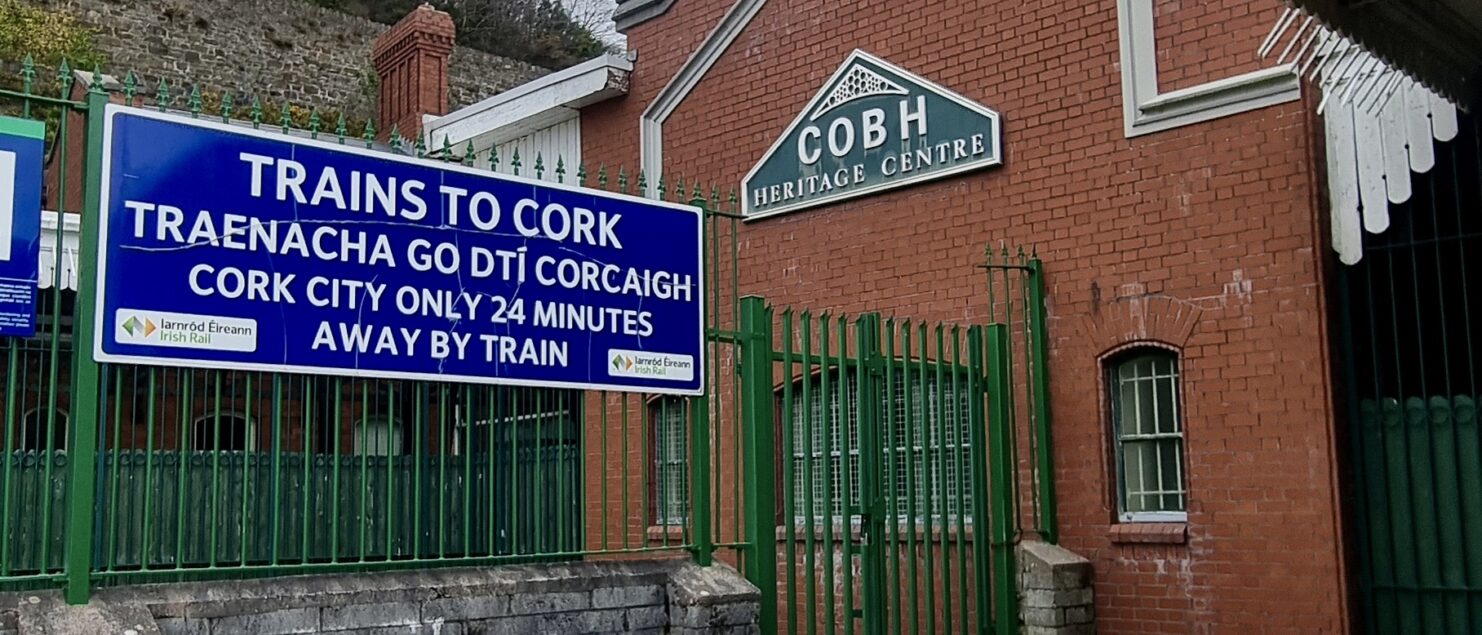 TRAINS TO CORK
TRAENACHA GO DTÍ CORCAIGH
CORK CITY ONLY 24 MINUTES
AWAY BY TRAIN
Iarnród Éireann
Irish Rail
Iarnród Éireann
Irish Rail
COBH
HERITAGE CENTRE